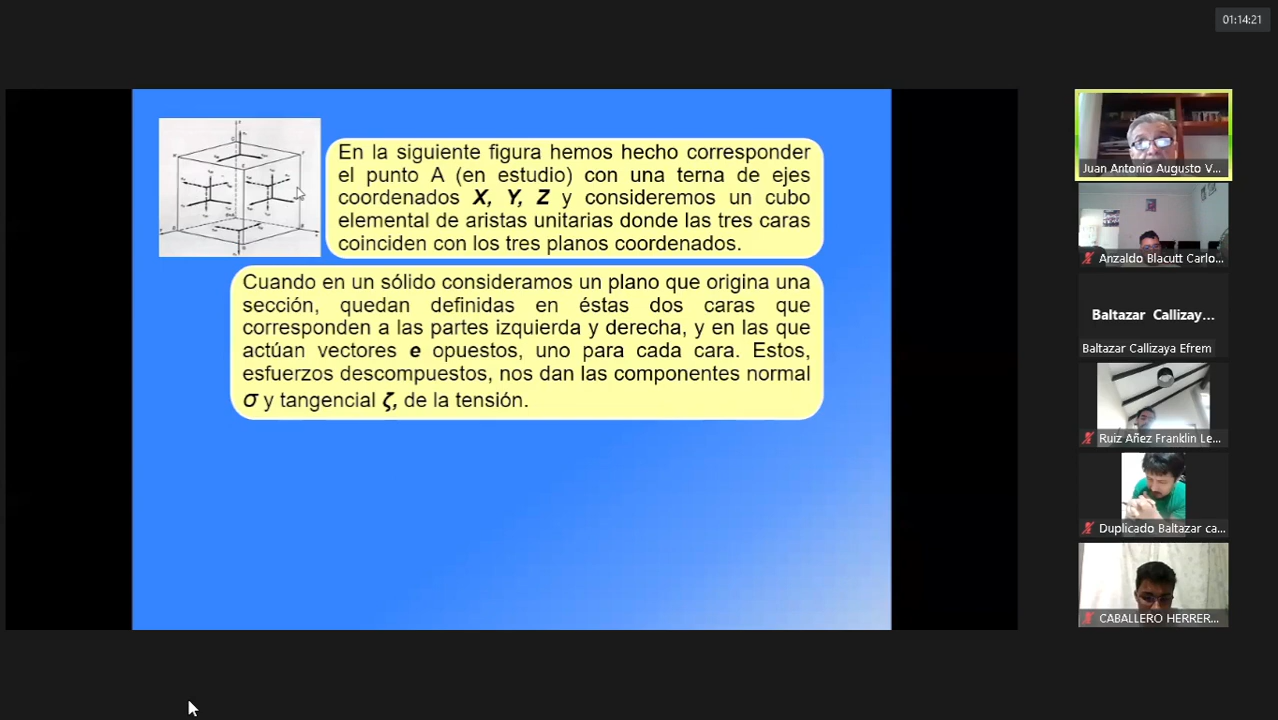 01:14:21
En la siguiente figura hemos hecho corresponder
el punto A (en estudio) con una terna de ejes
coordenados X, Y, Z y consideremos un cubo
elemental de aristas unitarias donde las tres caras
coinciden con los tres planos coordenados.
Cuando en un sólido consideramos un plano que origina una
sección, quedan definidas en éstas dos caras que
corresponden a las partes izquierda y derecha, y en las que
actúan vectores e opuestos, uno para cada cara. Estos,
esfuerzos descompuestos, nos dan las componentes normal
σ y tangencial ζ, de la tensión.
Juan Antonio Augusto V...
Anzaldo Blacutt Carlo...
Baltazar Callizay...
Baltazar Callizaya Efrem
Ruiz Añez Franklin Le...
Duplicado Baltazar ca...
CABALLERO HERRER...